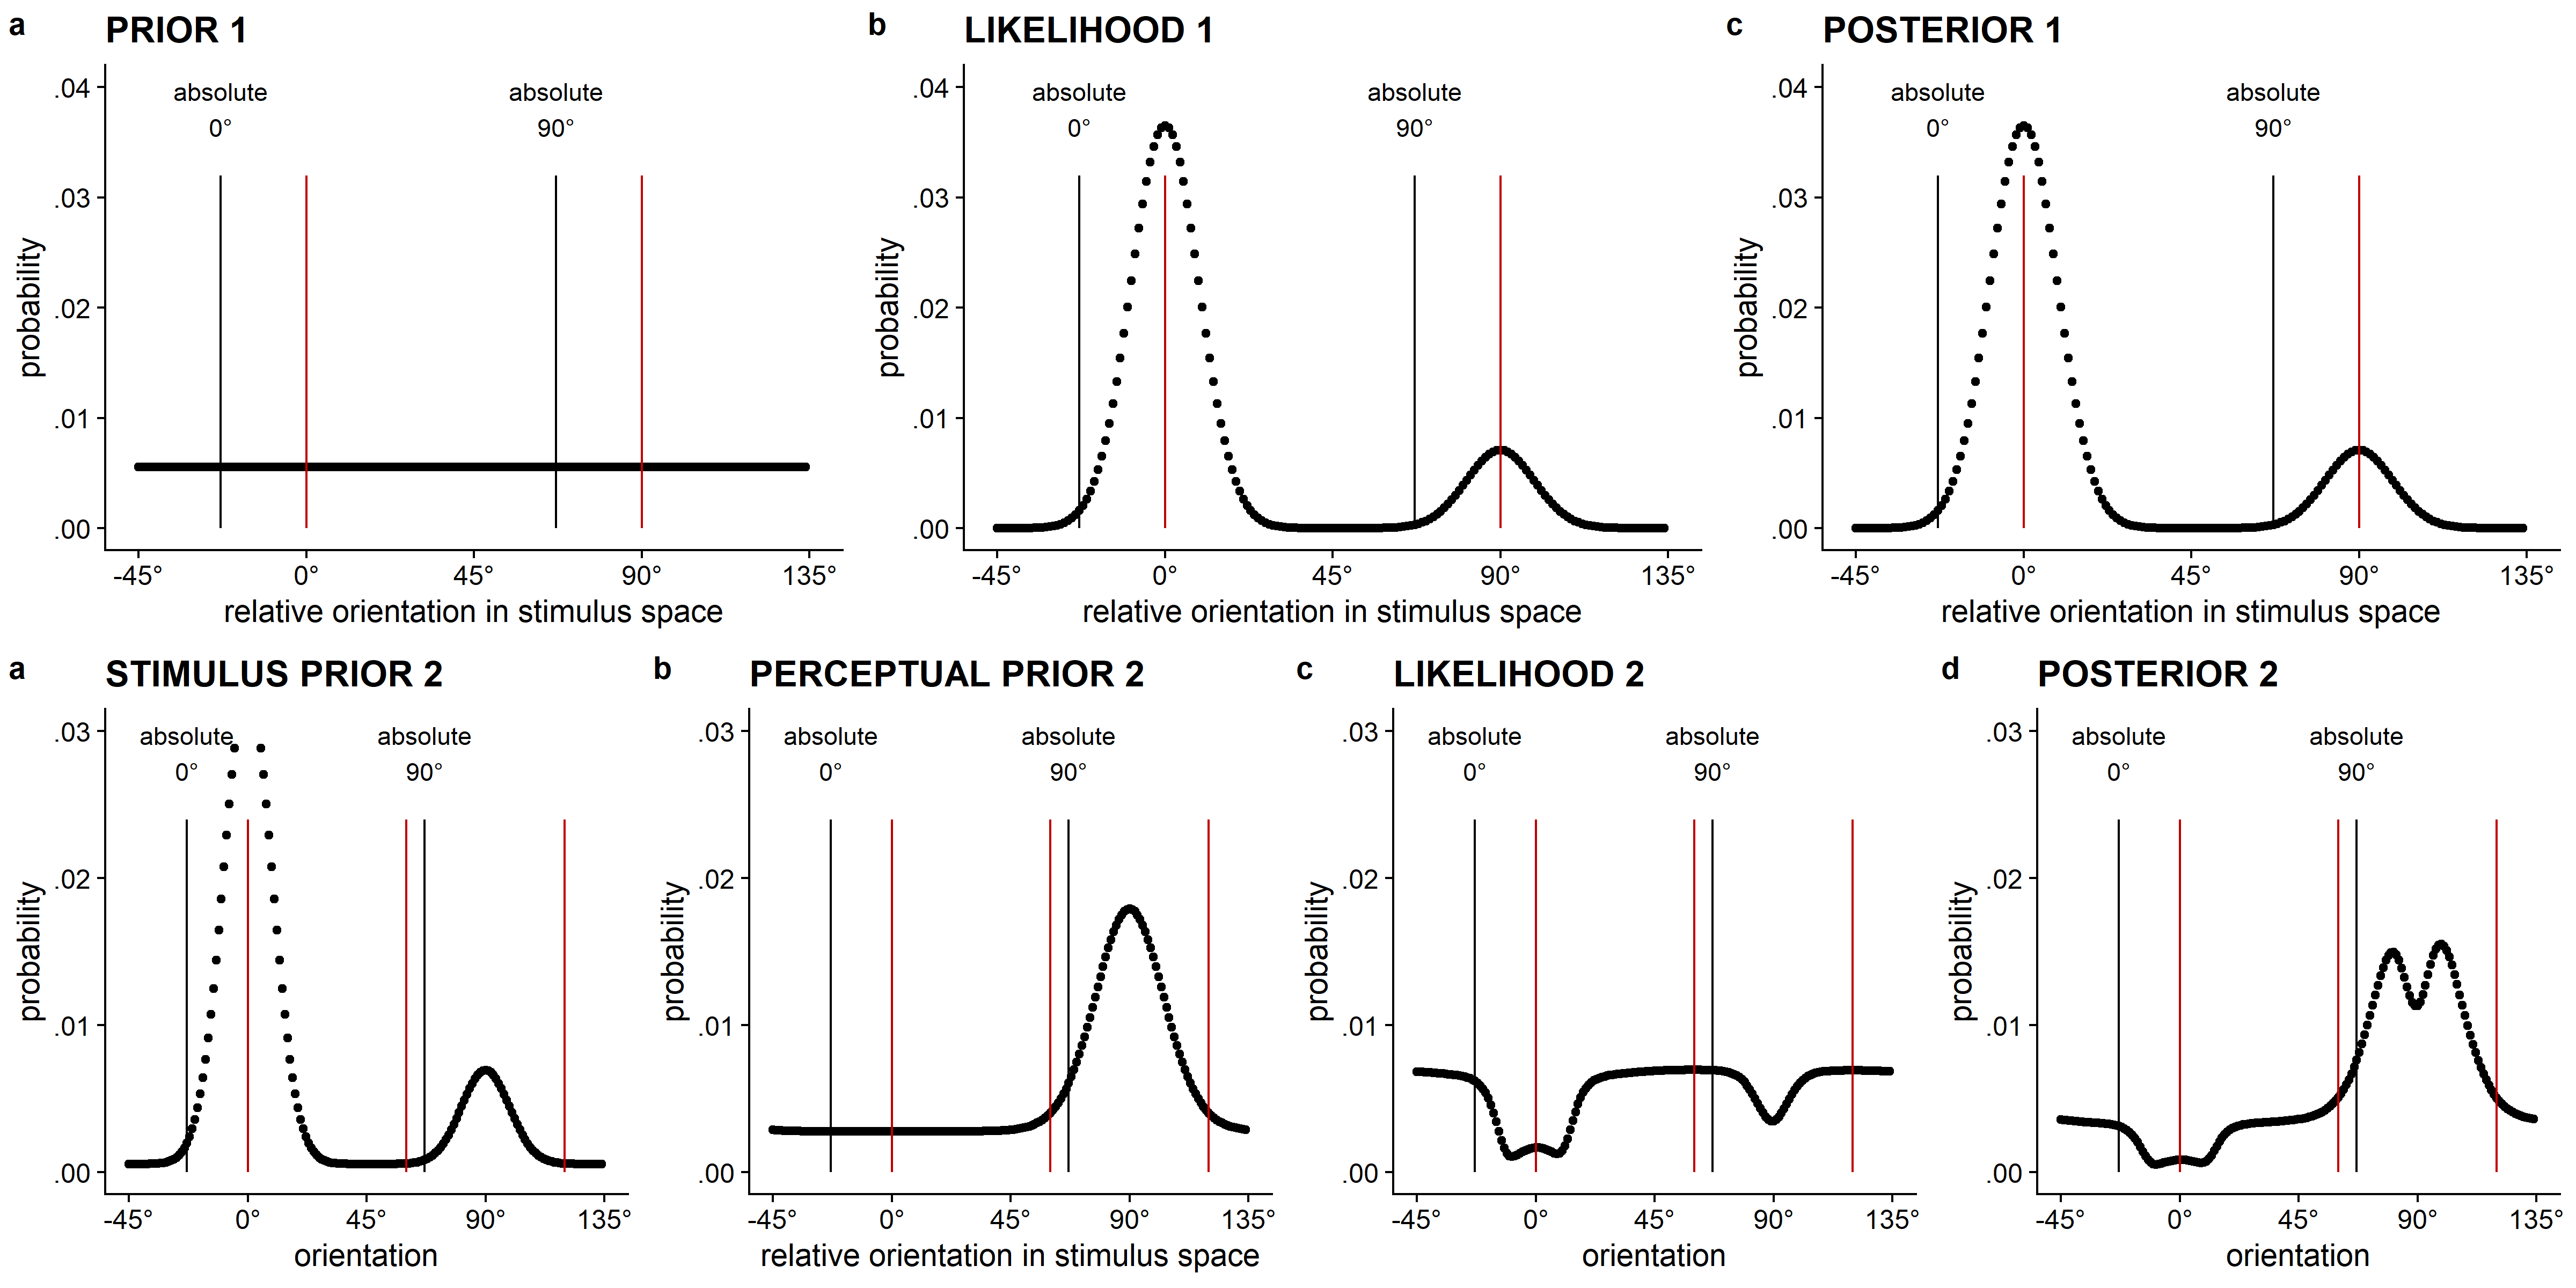 a PRIOR 1
absolute 0°
absolute 90°
.04
.03
.02
.01
.00
probability
-45° 0° 45° 90° 135°
relative orientation in stimulus space
b LIKELIHOOD 1
absolute 0°
absolute 90°
.04
.03
.02
.01
.00
probability
-45° 0° 45° 90° 135°
relative orientation in stimulus space
c POSTERIOR 1
absolute 0°
absolute 90°
.04
.03
.02
.01
.00
probability
-45° 0° 45° 90° 135°
relative orientation in stimulus space
a STIMULUS PRIOR 2
absolute 0°
absolute 90°
.03
.02
.01
.00
probability
-45° 0° 45° 90° 135°
orientation
b PERCEPTUAL PRIOR 2
absolute 0°
absolute 90°
.03
.02
.01
.00
probability
-45° 0° 45° 90° 135°
relative orientation in stimulus space
c LIKELIHOOD 2
absolute 0°
absolute 90°
.03
.02
.01
.00
probability
-45° 0° 45° 90° 135°
orientation
d POSTERIOR 2
absolute 0°
absolute 90°
.03
.02
.01
.00
probability
-45° 0° 45° 90° 135°
orientation